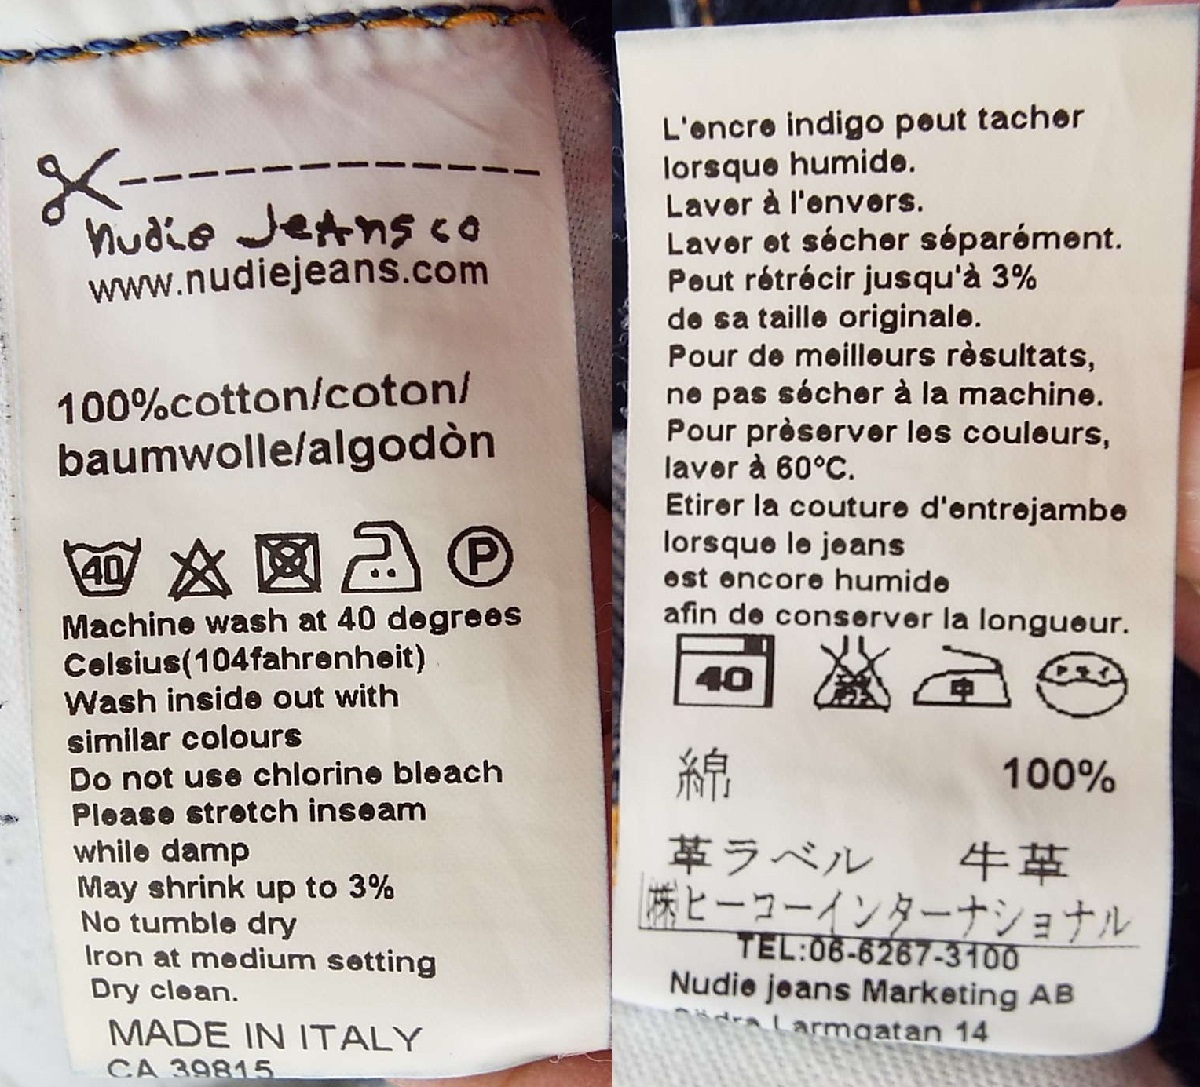 nudie Jeans co
www.nudiejeans.com
100%cotton/coton/
baumwolle/algodòn
40 P
Machine wash at 40 degrees
Celsius(104fahrenheit)
Wash inside out with
similar colours
Do not use chlorine bleach
Please stretch inseam
while damp
May shrink up to 3%
No tumble dry
Iron at medium setting
Dry clean.
MADE IN ITALY
CA 39815
L'encre indigo peut tacher
lorsque humide.
Laver à l'envers.
Laver et sécher séparément.
Peut rétrécir jusqu'à 3%
de sa taille originale.
Pour de meilleurs rèsultats,
ne pas sécher à la machine.
Pour prèserver les couleurs,
laver à 60°C.
Etirer la couture d'entrejambe
lorsque le jeans
est encore humide
afin de conserver la longueur.
40 中 ドライ
綿 100%
革ラベル 牛革
㈱ヒーコーインターナショナル
TEL:06-6267-3100
Nudie jeans Marketing AB
Södra Larmgatan 14